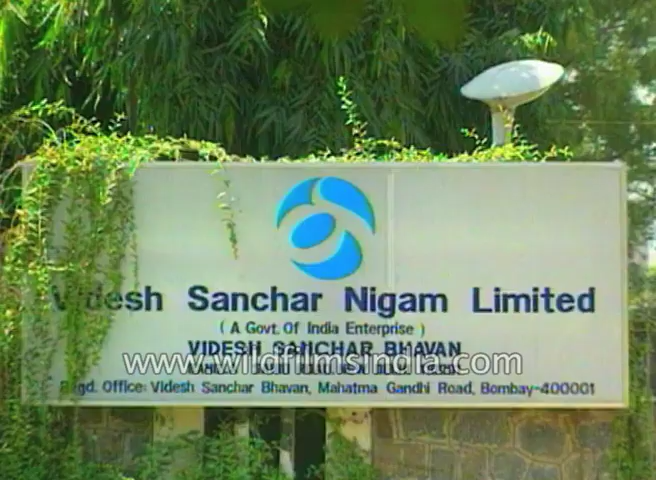 Videsh Sanchar Nigam Limited
( A Govt. Of India Enterprise )
VIDESH SANCHAR BHAVAN
www.wildfilmsindia.com
Regd. Office: Videsh Sanchar Bhavan, Mahatma Gandhi Road, Bombay-400001